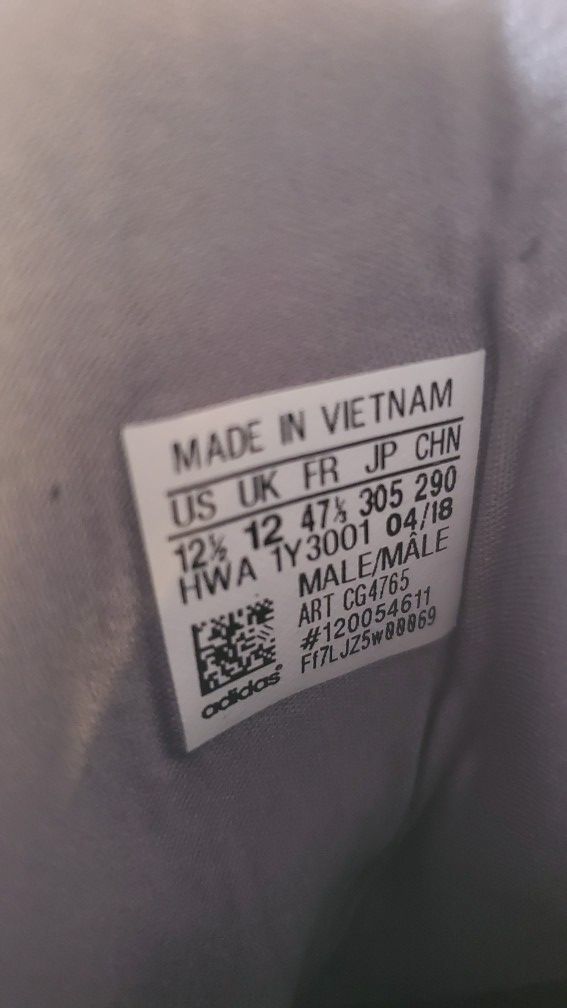 MADE IN VIETNAM
US UK FR JP CHN
12½ 12 47⅓ 305 290
HWA 1Y3001 04/18
MALE/MÂLE
ART CG4765
#120054611
Ff7LJZ5w00069
adidas®